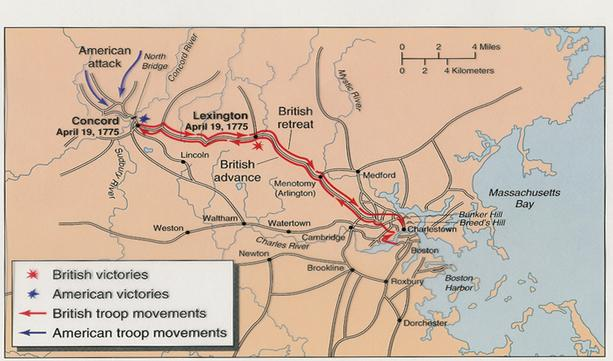 American
attack
North
Bridge
Concord River
Concord
April 19, 1775
Lexington
April 19, 1775
British
retreat
Mystic River
0 2 4 Miles
0 2 4 Kilometers
Sudbury River
Lincoln
British
advance
Menotomy
(Arlington)
Medford
Massachusetts
Bay
Bunker Hill
Breed's Hill
Charlestown
Boston
Waltham
Watertown
Weston
Charles River
Cambridge
Newton
Brookline
Roxbury
Boston
Harbor
Dorchester
British victories
American victories
British troop movements
American troop movements